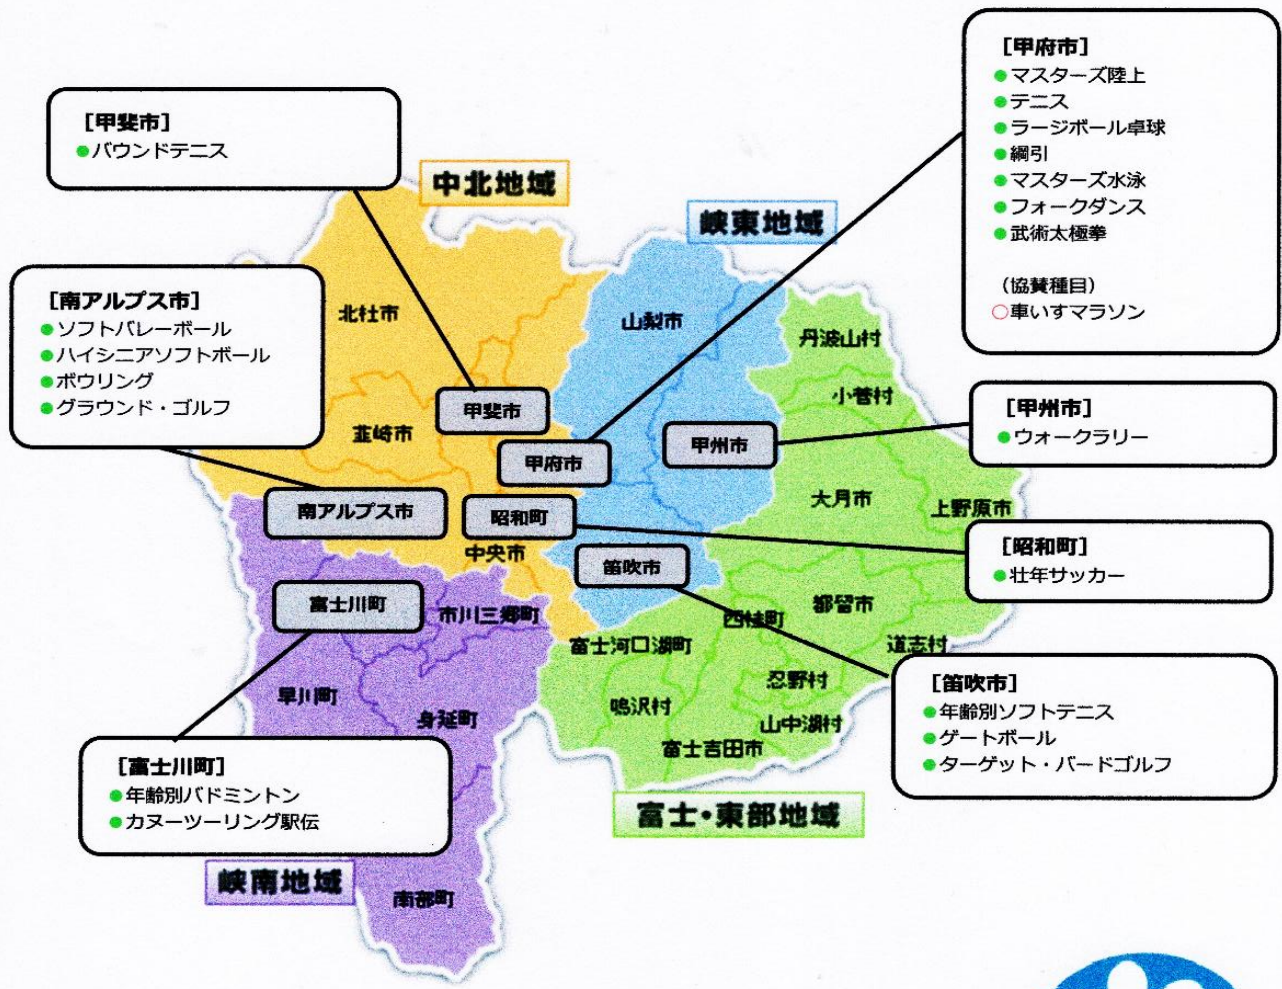 [甲府市]
●マスターズ陸上
●テニス
●ラージボール卓球
●綱引
●マスターズ水泳
●フォークダンス
●武術太極拳
（協賛種目）
○車いすマラソン
[甲斐市]
●バウンドテニス
中北地域
峡東地域
[南アルプス市]
●ソフトバレーボール
●ハイシニアソフトボール
●ボウリング
●グラウンド・ゴルフ
北杜市
山梨市
丹波山村
小菅村
甲斐市
韮崎市
甲府市
甲州市
[甲州市]
●ウォークラリー
南アルプス市
昭和町
大月市
上野原市
中央市
笛吹市
[昭和町]
●壮年サッカー
富士川町
市川三郷町
西桂町
都留市
富士河口湖町
道志村
早川町
身延町
鳴沢村
忍野村
山中湖村
富士吉田市
[笛吹市]
●年齢別ソフトテニス
●ゲートボール
●ターゲット・バードゴルフ
[富士川町]
●年齢別バドミントン
●カヌーツーリング駅伝
富士・東部地域
峡南地域
南部町